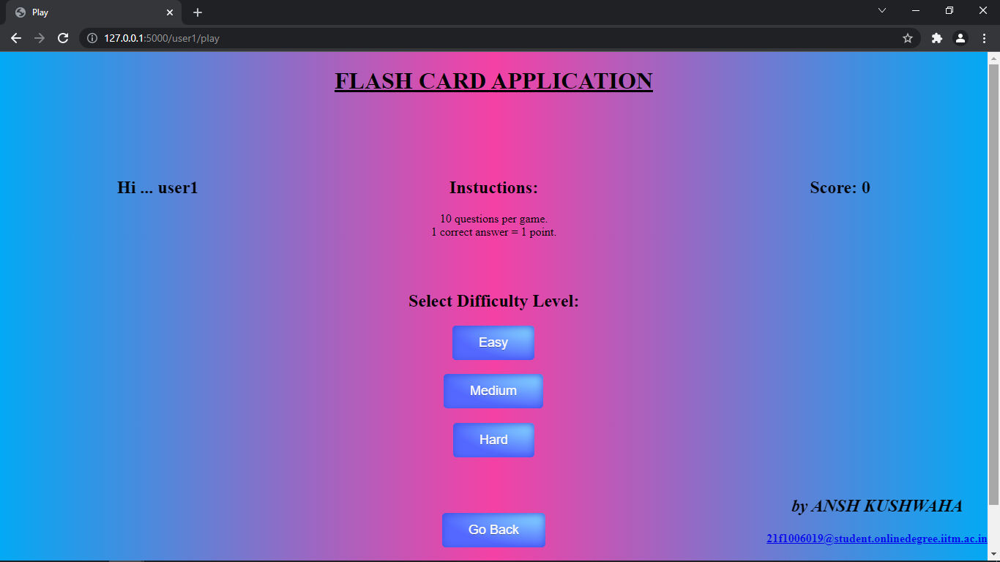 Play
127.0.0.1:5000/user1/play
FLASH CARD APPLICATION
Hi ... user1
Instuctions:
Score: 0
10 questions per game.
1 correct answer = 1 point.
Select Difficulty Level:
Easy
Medium
Hard
by ANSH KUSHWAHA
Go Back
21f1006019@student.onlinedegree.iitm.ac.in